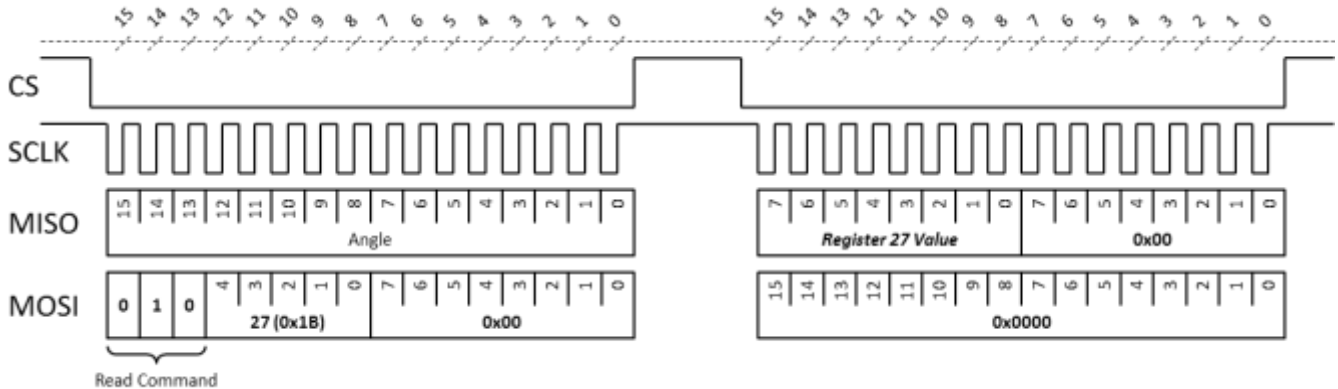 15 14 13 12 11 10 9 8 7 6 5 4 3 2 1 0 15 14 13 12 11 10 9 8 7 6 5 4 3 2 1 0
CS
SCLK
MISO
15 14 13 12 11 10 9 8 7 6 5 4 3 2 1 0 7 6 5 4 3 2 1 0 7 6 5 4 3 2 1 0
Angle Register 27 Value 0x00
MOSI
0 1 0 4 3 2 1 0 7 6 5 4 3 2 1 0 15 14 13 12 11 10 9 8 7 6 5 4 3 2 1 0
27 (0x1B) 0x00 0x0000
Read Command